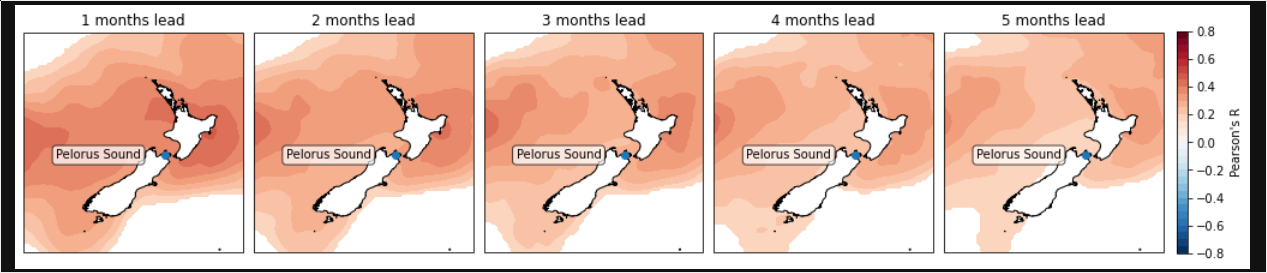 1 months lead
2 months lead
3 months lead
4 months lead
5 months lead
Pelorus Sound
Pelorus Sound
Pelorus Sound
Pelorus Sound
Pelorus Sound
0.8
0.6
0.4
0.2
0.0
−0.2
−0.4
−0.6
−0.8
Pearson's R